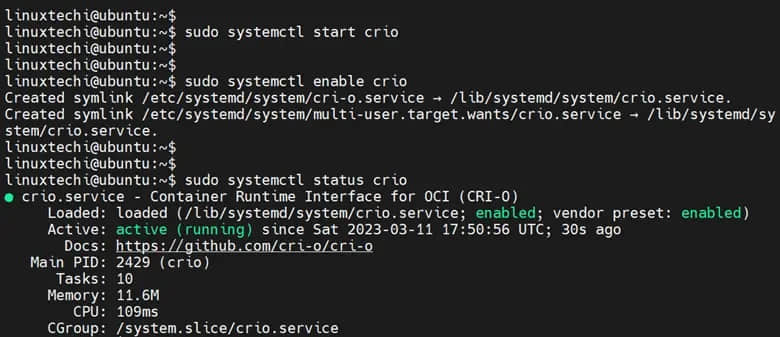 linuxtechi@ubuntu:~$
linuxtechi@ubuntu:~$ sudo systemctl start crio
linuxtechi@ubuntu:~$
linuxtechi@ubuntu:~$
linuxtechi@ubuntu:~$ sudo systemctl enable crio
Created symlink /etc/systemd/system/cri-o.service → /lib/systemd/system/crio.service.
Created symlink /etc/systemd/system/multi-user.target.wants/crio.service → /lib/systemd/sy
stem/crio.service.
linuxtechi@ubuntu:~$
linuxtechi@ubuntu:~$
linuxtechi@ubuntu:~$ sudo systemctl status crio
● crio.service - Container Runtime Interface for OCI (CRI-O)
     Loaded: loaded (/lib/systemd/system/crio.service; enabled; vendor preset: enabled)
     Active: active (running) since Sat 2023-03-11 17:50:56 UTC; 30s ago
       Docs: https://github.com/cri-o/cri-o
   Main PID: 2429 (crio)
      Tasks: 10
     Memory: 11.6M
        CPU: 109ms
     CGroup: /system.slice/crio.service